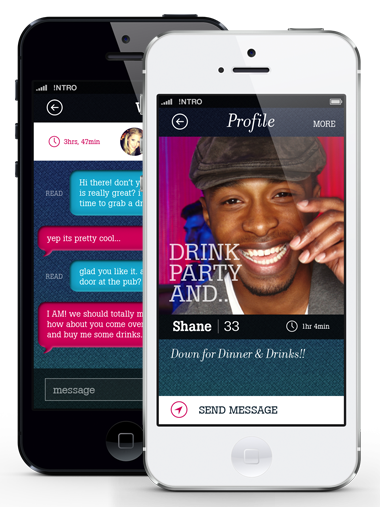 !NTRO
3hrs, 47min
READ
Hi there! don't
is really great?
time to grab a
yep its pretty cool...
READ
glad you like it.
door at the pub?
I AM! we should totally
how about you come over
and buy me some drinks.
message
!NTRO
Profile
MORE
DRINK
PARTY
AND..
Shane 33
1hr 4min
Down for Dinner & Drinks!!
SEND MESSAGE